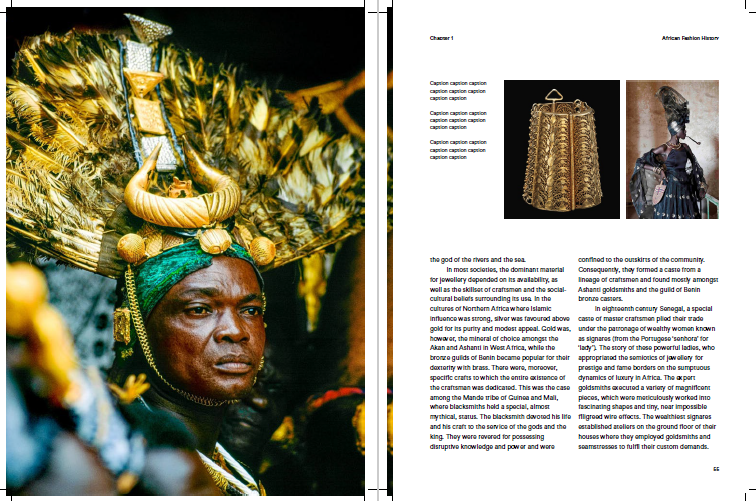 Chapter 1
African Fashion History
Caption caption caption
caption caption caption
caption caption
Caption caption caption
caption caption caption
caption caption
Caption caption caption
caption caption caption
caption caption
the god of the rivers and the sea.
In most societies, the dominant material
for jewellery depended on its availability, as
well as the skillset of craftsmen and the social-
cultural beliefs surrounding its use. In the
cultures of Northern Africa where Islamic
influence was strong, silver was favoured above
gold for its purity and modest appeal. Gold was,
however, the mineral of choice amongst the
Akan and Ashanti in West Africa, while the
bronze guilds of Benin became popular for their
dexterity with brass. There were, moreover,
specific crafts to which the entire existence of
the craftsman was dedicated. This was the case
among the Mande tribe of Guinea and Mali,
where blacksmiths held a special, almost
mythical, status. The blacksmith devoted his life
and his craft to the service of the gods and the
king. They were revered for possessing
disruptive knowledge and power and were
confined to the outskirts of the community.
Consequently, they formed a caste from a
lineage of craftsmen and found mostly amongst
Ashanti goldsmiths and the guild of Benin
bronze casters.
In eighteenth century Senegal, a special
caste of master craftsmen plied their trade
under the patronage of wealthy women known
as signares (from the Portugese ‘senhora’ for
‘lady’). The story of these powerful ladies, who
appropriated the semiotics of jewellery for
prestige and fame borders on the sumptuous
dynamics of luxury in Africa. The expert
goldsmiths executed a variety of magnificent
pieces, which were meticulously worked into
fascinating shapes and tiny, near impossible
filigreed wire effects. The wealthiest signares
established ateliers on the ground floor of their
houses where they employed goldsmiths and
seamstresses to fulfil their custom demands.
55